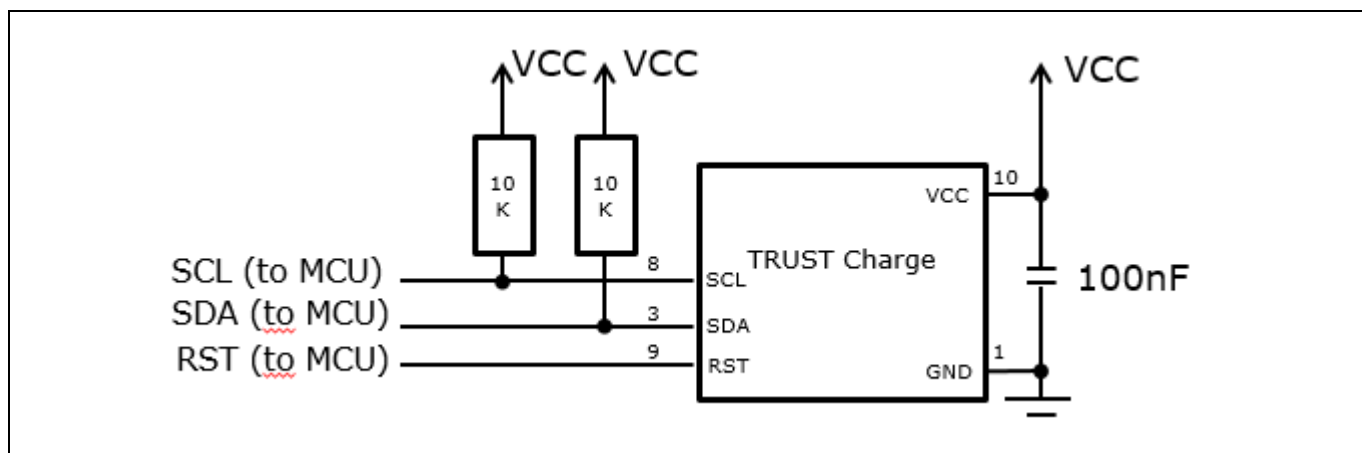 VCC
VCC
VCC
10
K
10
K
10
VCC
TRUST Charge
SCL (to MCU)
8
SCL
100nF
SDA (to MCU)
3
SDA
RST (to MCU)
9
RST
1
GND